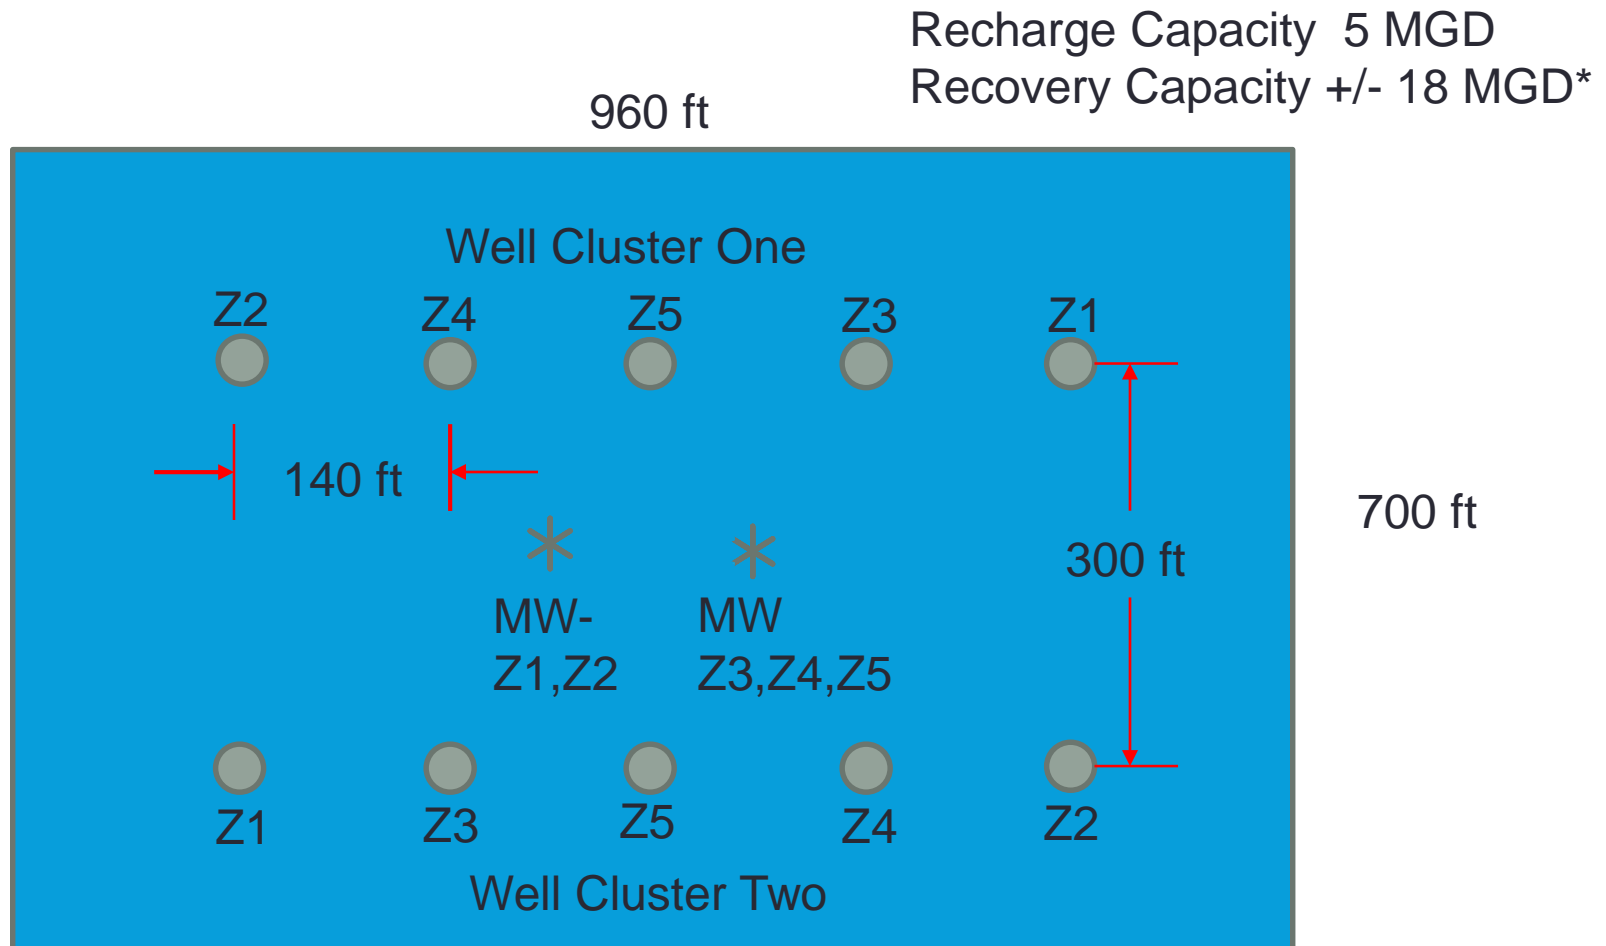 Recharge Capacity 5 MGD
Recovery Capacity +/- 18 MGD*
960 ft
Well Cluster One
Z2 Z4 Z5 Z3 Z1
140 ft
700 ft
300 ft
MW-
Z1,Z2
MW
Z3,Z4,Z5
Z1 Z3 Z5 Z4 Z2
Well Cluster Two